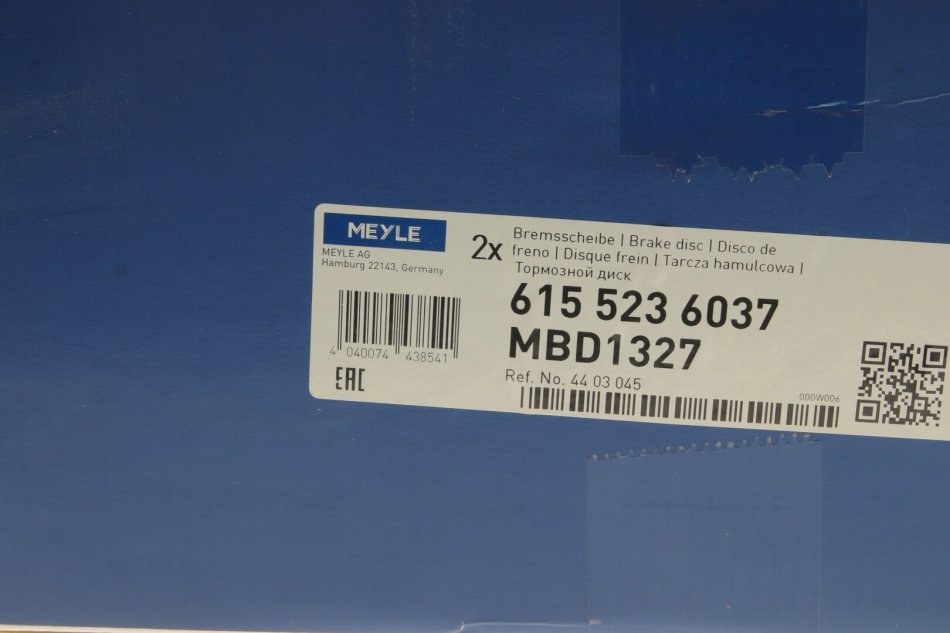 MEYLE
MEYLE AG
Hamburg 22143, Germany
4 040074 438541
EAC
2x
Bremsscheibe | Brake disc | Disco de
freno | Disque frein | Tarcza hamulcowa |
Тормозной диск
615 523 6037
MBD1327
Ref. No. 44 03 045
000W006